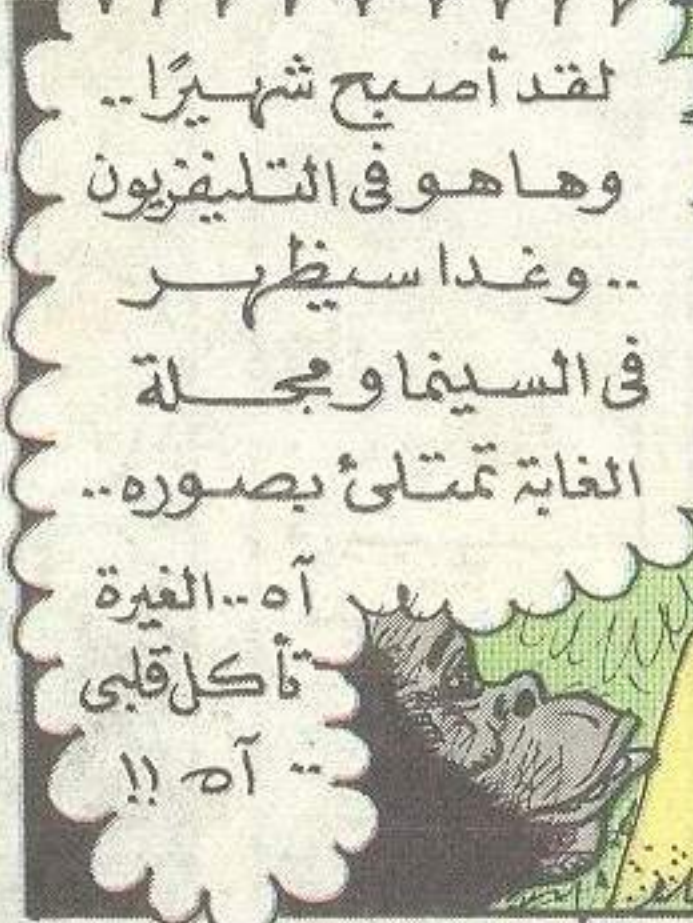 لقد أصبح شهيرًا..
وها هو فى التليفزيون
.. وغدا سيظهر
فى السينما ومجلة
الغابة تمتلئ بصوره..
آه .. الغيرة
تأكل قلبى
.. آه !!